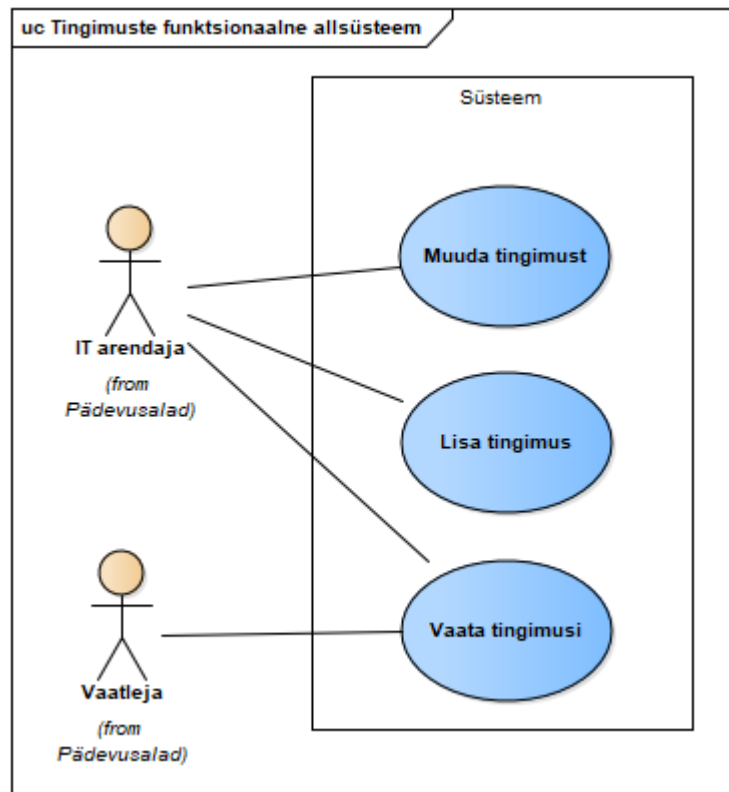 uc Tingimuste funktsionaalne allsüsteem
Süsteem
Muuda tingimust
IT arendaja
(from
Pädevusalad)
Lisa tingimus
Vaata tingimusi
Vaatleja
(from
Pädevusalad)